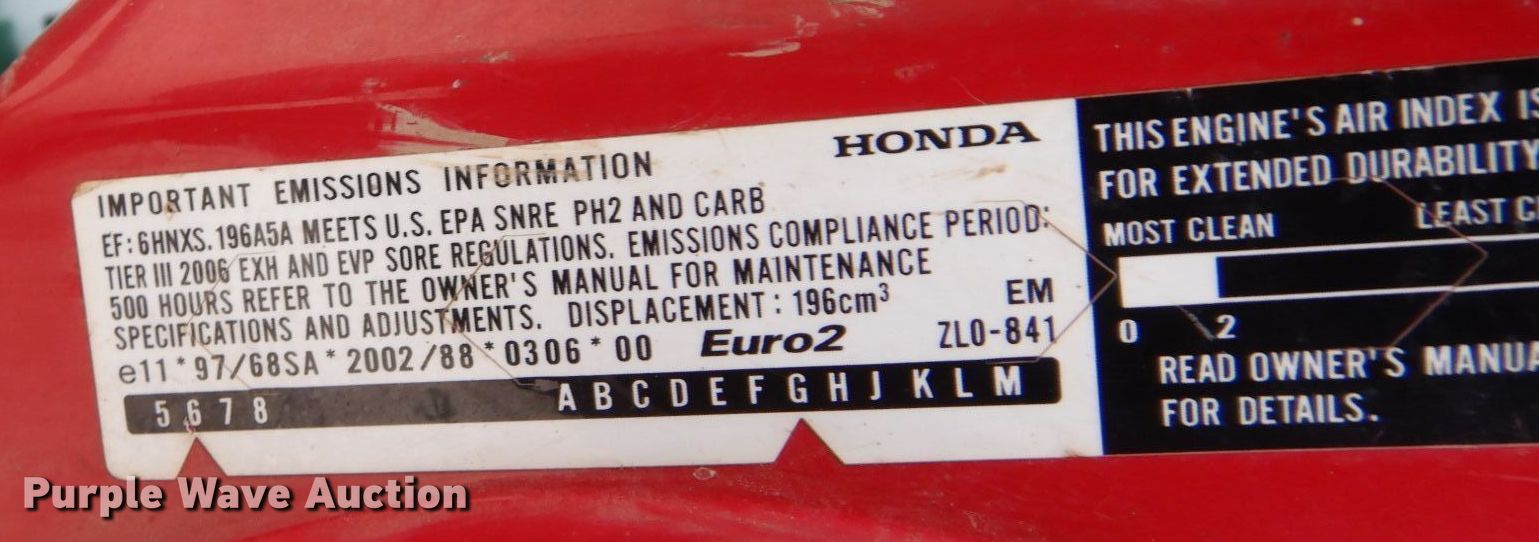 HONDA
IMPORTANT EMISSIONS INFORMATION
EF: 6HNXS.196A5A MEETS U.S. EPA SNRE PH2 AND CARB
TIER III 2006 EXH AND EVP SORE REGULATIONS. EMISSIONS COMPLIANCE PERIOD:
500 HOURS REFER TO THE OWNER'S MANUAL FOR MAINTENANCE
SPECIFICATIONS AND ADJUSTMENTS. DISPLACEMENT: 196cm³
EM
e11*97/68SA*2002/88*0306*00 Euro2 ZL0-841
5 6 7 8 A B C D E F G H J K L M
THIS ENGINE'S AIR INDEX IS
FOR EXTENDED DURABILITY
MOST CLEAN LEAST C
0 2
READ OWNER'S MANUA
FOR DETAILS.
Purple Wave Auction